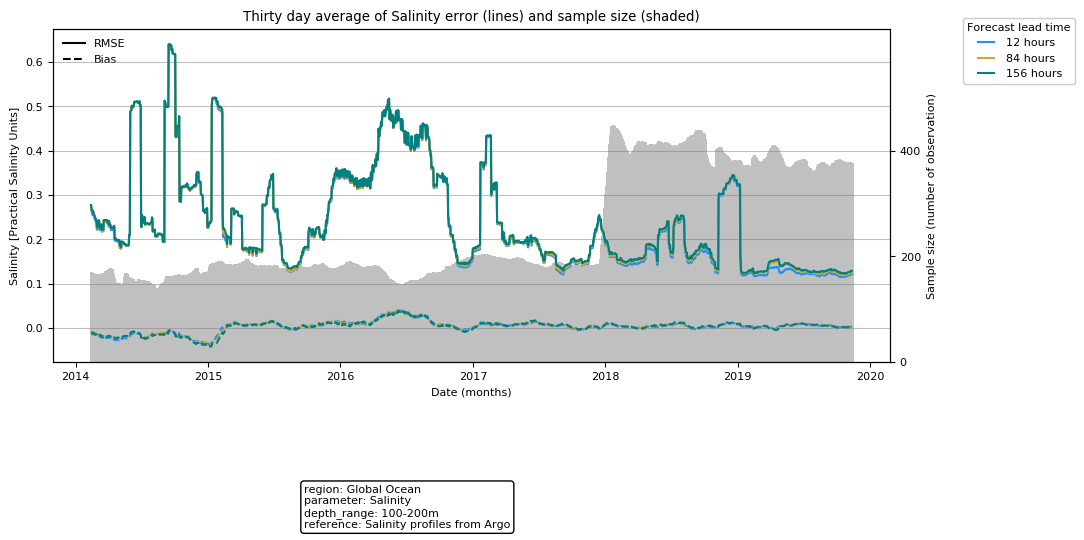 Thirty day average of Salinity error (lines) and sample size (shaded)
RMSE
Bias
Forecast lead time
12 hours
84 hours
156 hours
Salinity [Practical Salinity Units]
0.6
0.5
0.4
0.3
0.2
0.1
0.0
Sample size (number of observation)
400
200
0
2014 2015 2016 2017 2018 2019 2020
Date (months)
region: Global Ocean
parameter: Salinity
depth_range: 100-200m
reference: Salinity profiles from Argo